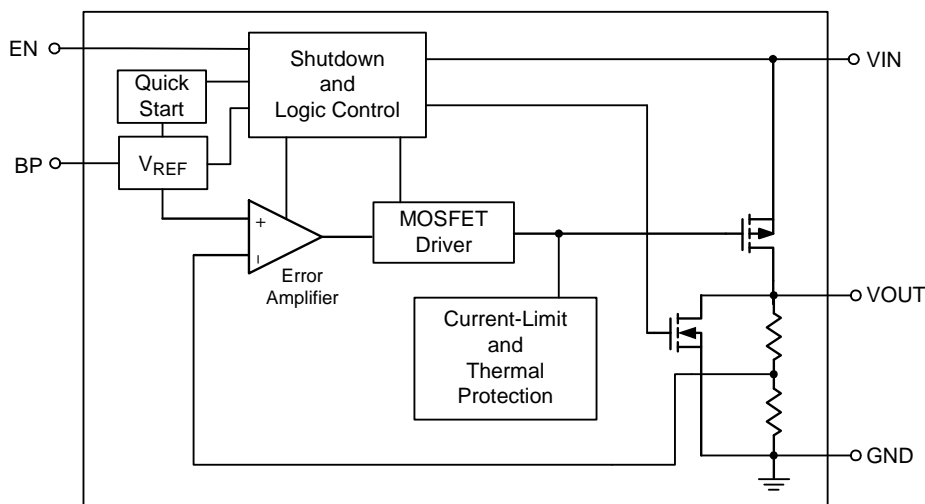 EN
Shutdown
and
Logic Control
VIN
Quick
Start
BP
VREF
+
−
Error
Amplifier
MOSFET
Driver
Current-Limit
and
Thermal
Protection
VOUT
GND